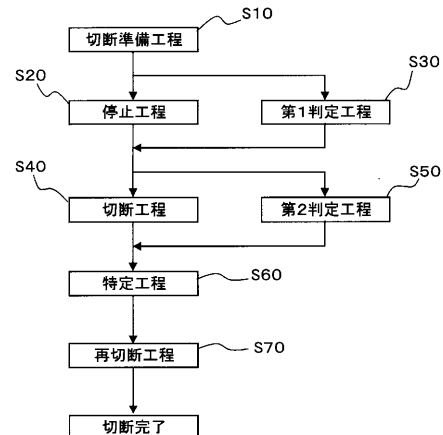 S10
切断準備工程
S20
S30
停止工程
第1判定工程
S40
S50
切断工程
第2判定工程
S60
特定工程
S70
再切断工程
切断完了